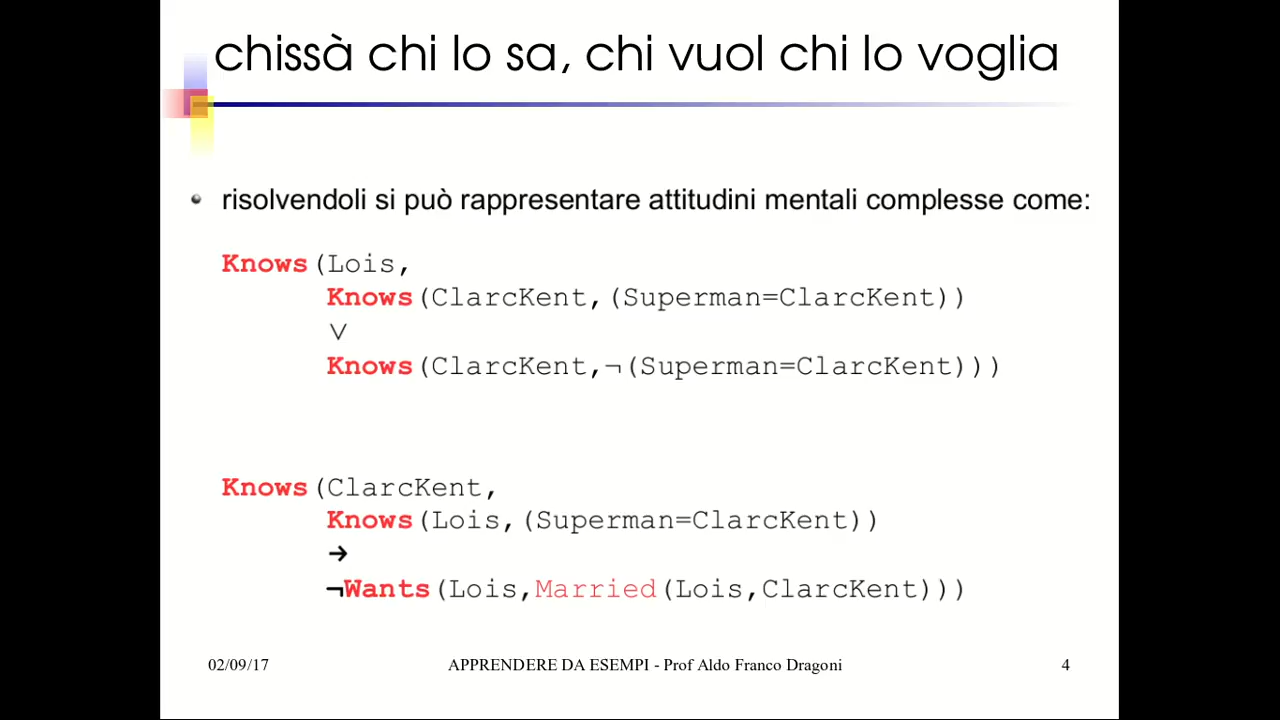 chissà chi lo sa, chi vuol chi lo voglia
risolvendoli si può rappresentare attitudini mentali complesse come:
Knows(Lois,
Knows(ClarcKent,(Superman=ClarcKent))
∨
Knows(ClarcKent,¬(Superman=ClarcKent)))
Knows(ClarcKent,
Knows(Lois,(Superman=ClarcKent))
→
¬Wants(Lois,Married(Lois,ClarcKent)))
02/09/17 APPRENDERE DA ESEMPI - Prof Aldo Franco Dragoni 4